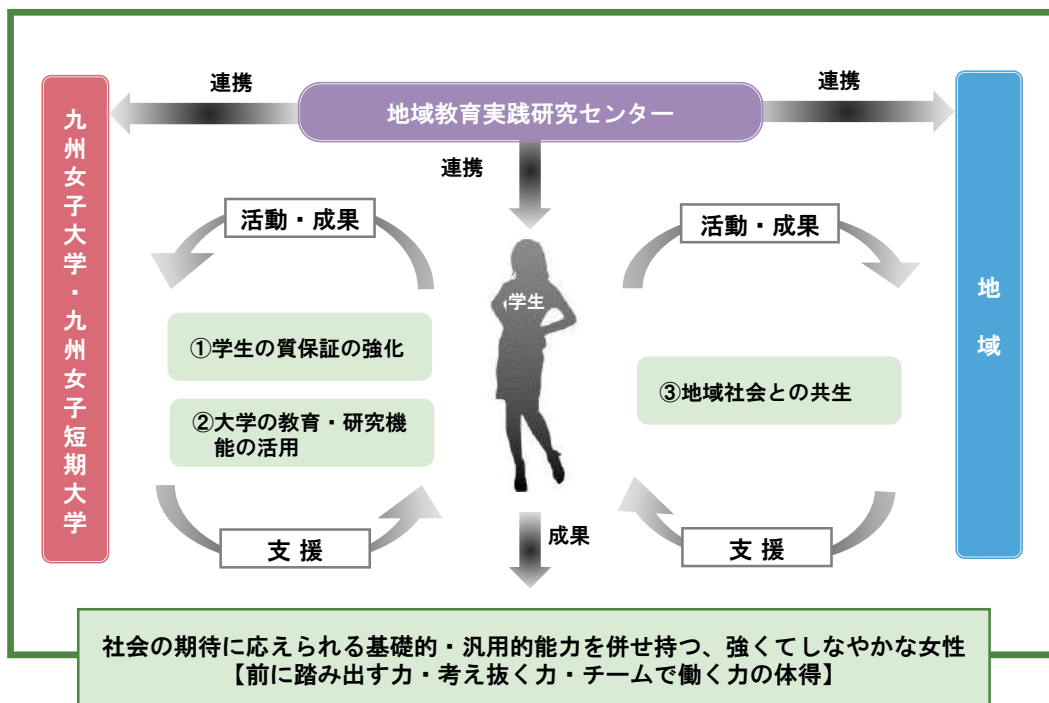 連携
連携
地域教育実践研究センター
連携
九州女子大学・九州女子短期大学
地域
活動・成果
活動・成果
学生
①学生の質保証の強化
②大学の教育・研究機
能の活用
③地域社会との共生
支援
支援
成果
社会の期待に応えられる基礎的・汎用的能力を併せ持つ、強くてしなやかな女性
【前に踏み出す力・考え抜く力・チームで働く力の体得】